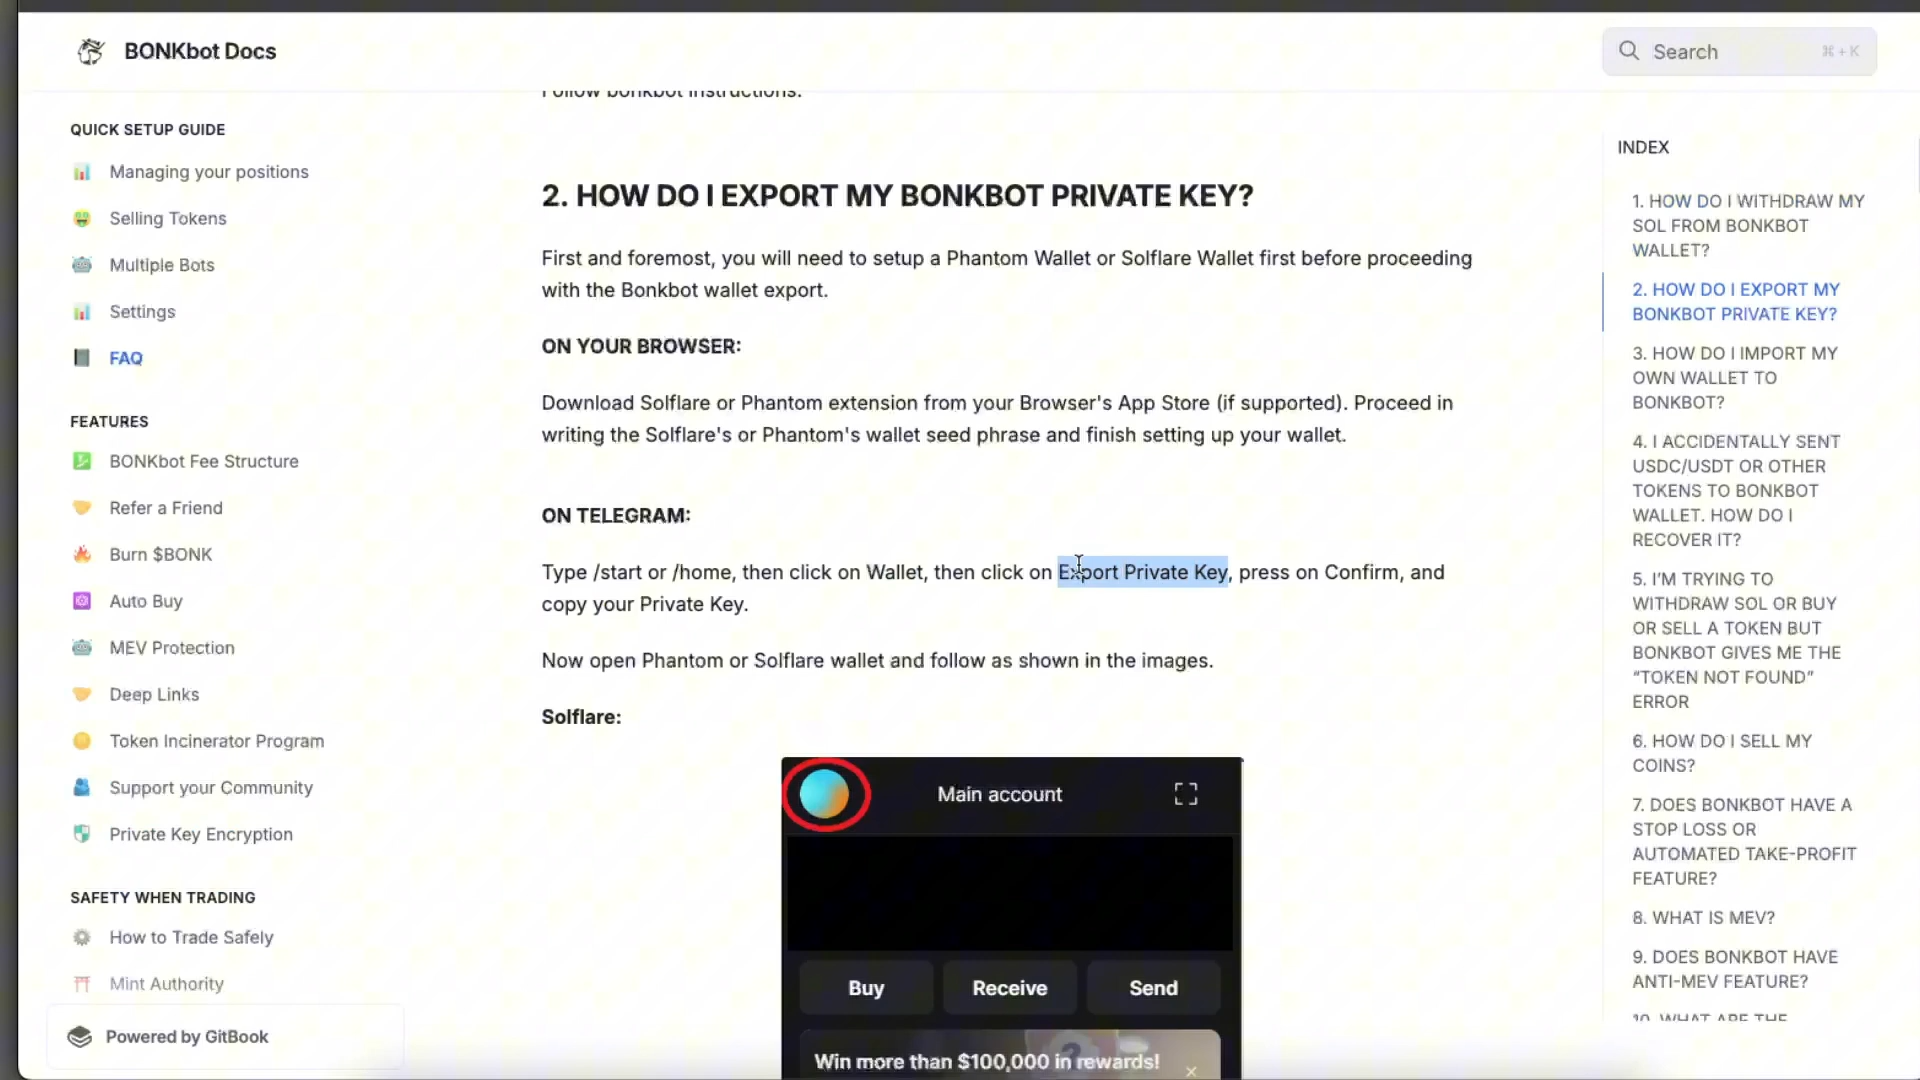 BONKbot Docs
Search
⌘ + K
QUICK SETUP GUIDE
Managing your positions
Selling Tokens
Multiple Bots
Settings
FAQ
FEATURES
BONKbot Fee Structure
Refer a Friend
Burn $BONK
Auto Buy
MEV Protection
Deep Links
Token Incinerator Program
Support your Community
Private Key Encryption
SAFETY WHEN TRADING
How to Trade Safely
Mint Authority
Powered by GitBook
Follow bonkbot instructions.
2. HOW DO I EXPORT MY BONKBOT PRIVATE KEY?
First and foremost, you will need to setup a Phantom Wallet or Solflare Wallet first before proceeding
with the Bonkbot wallet export.
ON YOUR BROWSER:
Download Solflare or Phantom extension from your Browser's App Store (if supported). Proceed in
writing the Solflare's or Phantom's wallet seed phrase and finish setting up your wallet.
ON TELEGRAM:
Type /start or /home, then click on Wallet, then click on Export Private Key, press on Confirm, and
copy your Private Key.
Now open Phantom or Solflare wallet and follow as shown in the images.
Solflare:
Main account
Buy
Receive
Send
Win more than $100,000 in rewards!
INDEX
1. HOW DO I WITHDRAW MY
SOL FROM BONKBOT
WALLET?
2. HOW DO I EXPORT MY
BONKBOT PRIVATE KEY?
3. HOW DO I IMPORT MY
OWN WALLET TO
BONKBOT?
4. I ACCIDENTALLY SENT
USDC/USDT OR OTHER
TOKENS TO BONKBOT
WALLET. HOW DO I
RECOVER IT?
5. I'M TRYING TO
WITHDRAW SOL OR BUY
OR SELL A TOKEN BUT
BONKBOT GIVES ME THE
“TOKEN NOT FOUND”
ERROR
6. HOW DO I SELL MY
COINS?
7. DOES BONKBOT HAVE A
STOP LOSS OR
AUTOMATED TAKE-PROFIT
FEATURE?
8. WHAT IS MEV?
9. DOES BONKBOT HAVE
ANTI-MEV FEATURE?
10. WHAT ARE THE